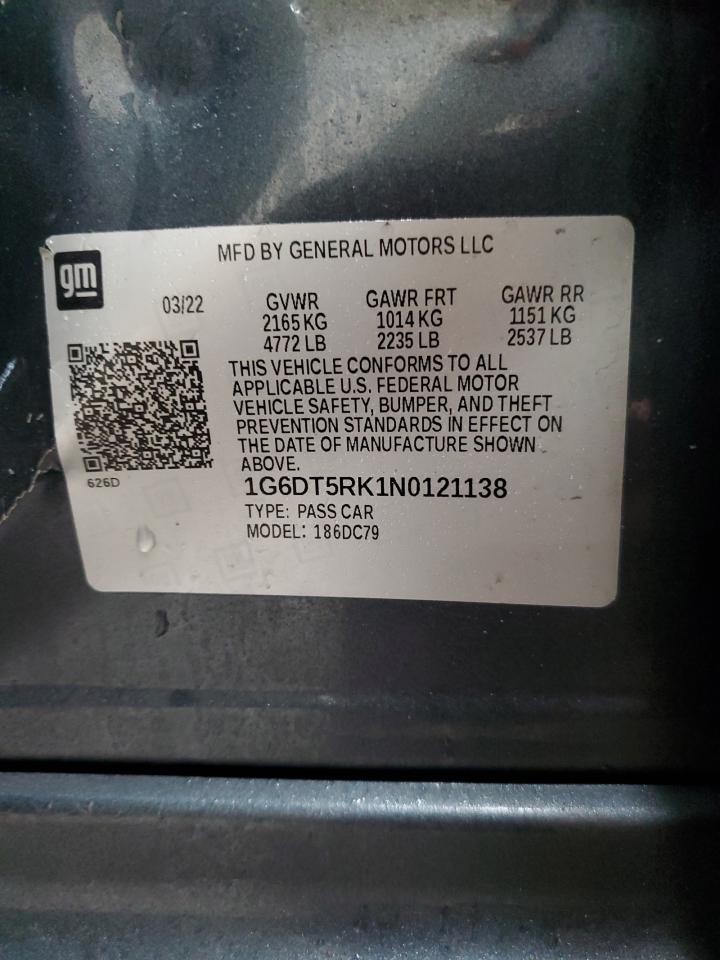 MFD BY GENERAL MOTORS LLC
gm
03/22 GVWR GAWR FRT GAWR RR
2165 KG 1014 KG 1151 KG
4772 LB 2235 LB 2537 LB
THIS VEHICLE CONFORMS TO ALL
APPLICABLE U.S. FEDERAL MOTOR
VEHICLE SAFETY, BUMPER, AND THEFT
PREVENTION STANDARDS IN EFFECT ON
THE DATE OF MANUFACTURE SHOWN
ABOVE.
626D
1G6DT5RK1N0121138
TYPE: PASS CAR
MODEL: 186DC79